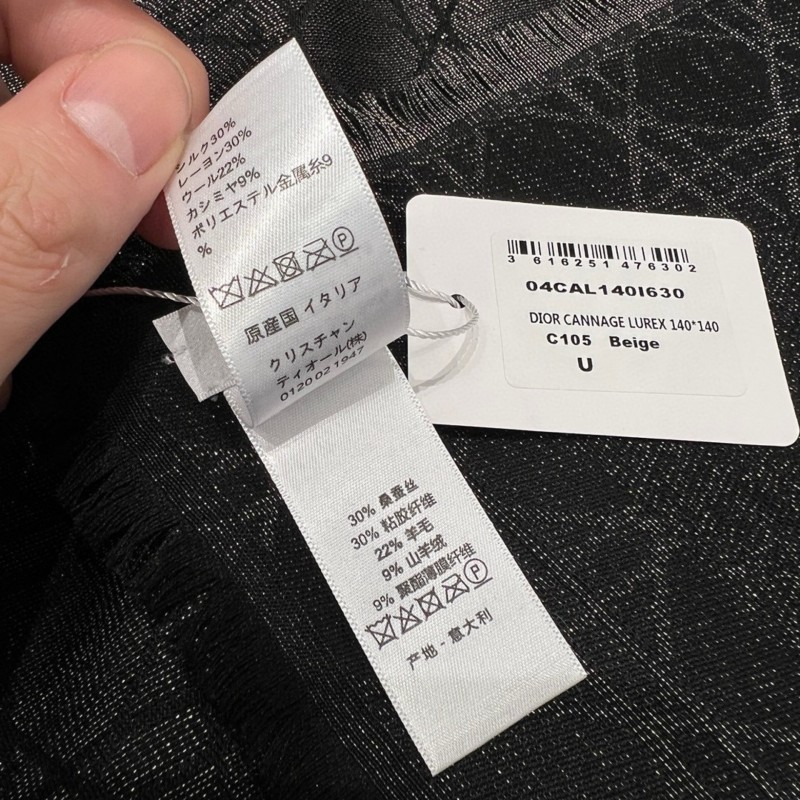 シルク30%
レーヨン30%
ウール22%
カシミヤ9%
ポリエステル金属糸9
%
P
原産国 イタリア
クリスチャン
ディオール(株)
0120 02 1947
3 616251 476302
04CAL140I630
DIOR CANNAGE LUREX 140*140
C105 Beige
U
30% 桑蚕丝
30% 粘胶纤维
22% 羊毛
9% 山羊绒
9% 聚酯薄膜纤维
P
产地 - 意大利